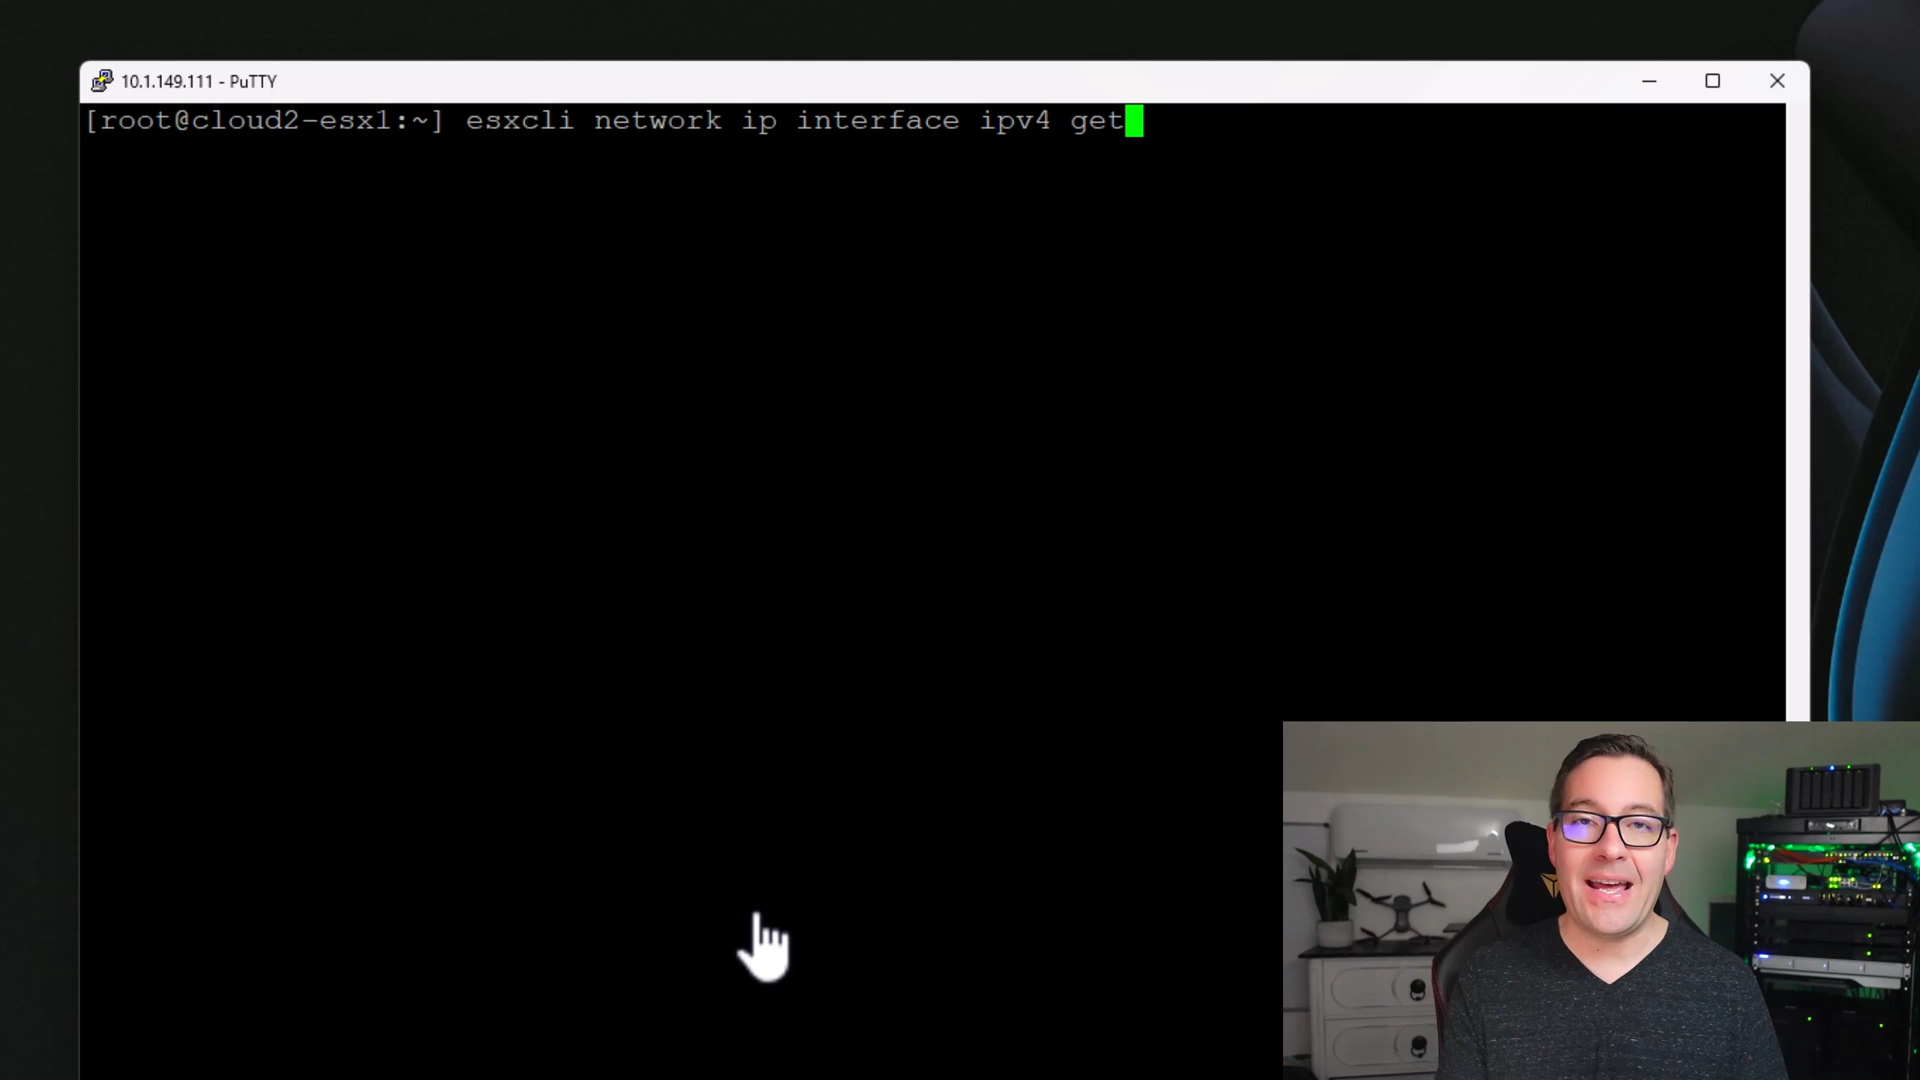 10.1.149.111 - PuTTY
[root@cloud2-esx1:~] esxcli network ip interface ipv4 get